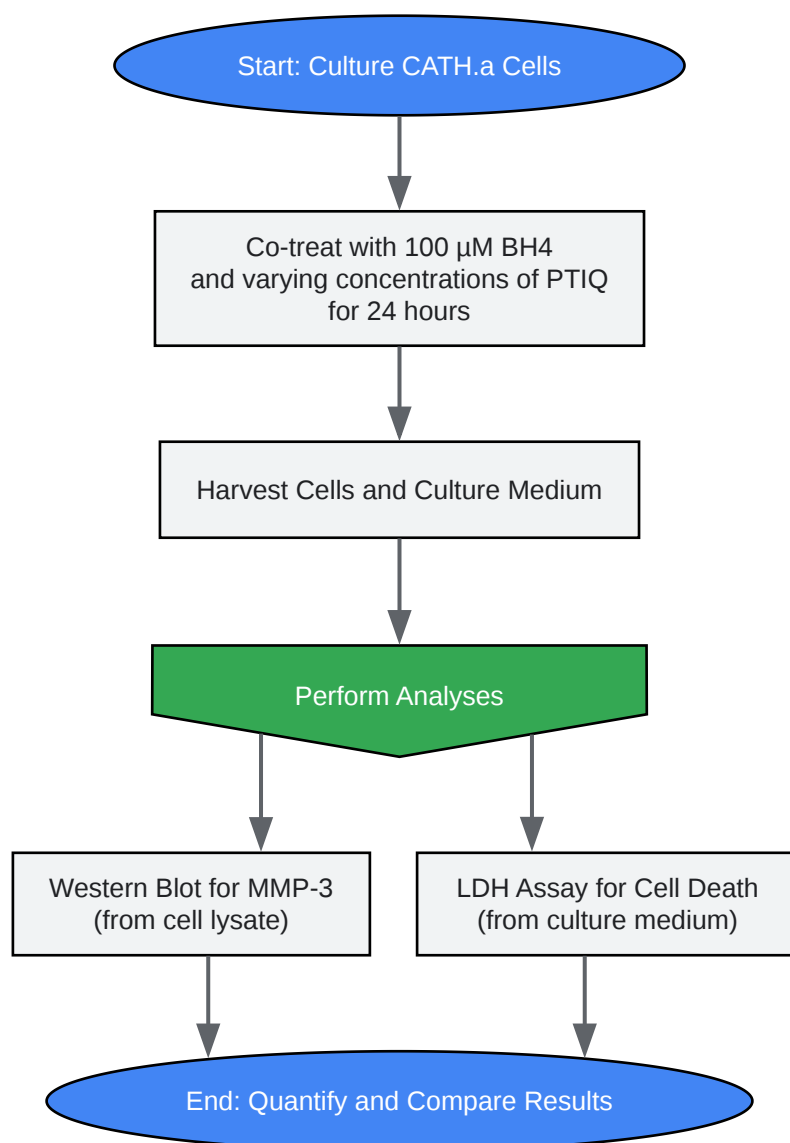 Start: Culture CATH.a Cells
Co-treat with 100 µM BH4
and varying concentrations of PTIQ
for 24 hours
Harvest Cells and Culture Medium
Perform Analyses
Western Blot for MMP-3
(from cell lysate)
LDH Assay for Cell Death
(from culture medium)
End: Quantify and Compare Results